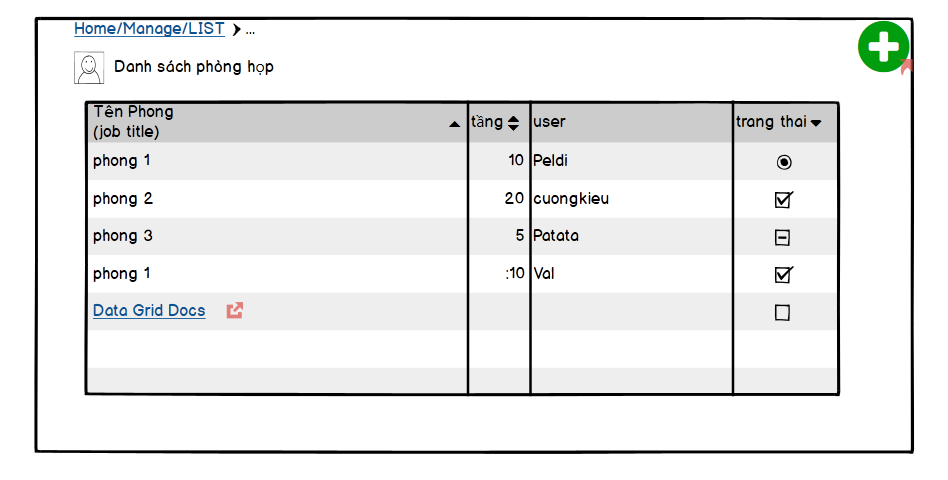 Home/Manage/LIST ...
Danh sách phòng họp
Tên Phong
(job title)
tầng
user
trang thai
phong 1 10 Peldi
phong 2 20 cuongkieu
phong 3 5 Patata
phong 1 :10 Val
Data Grid Docs